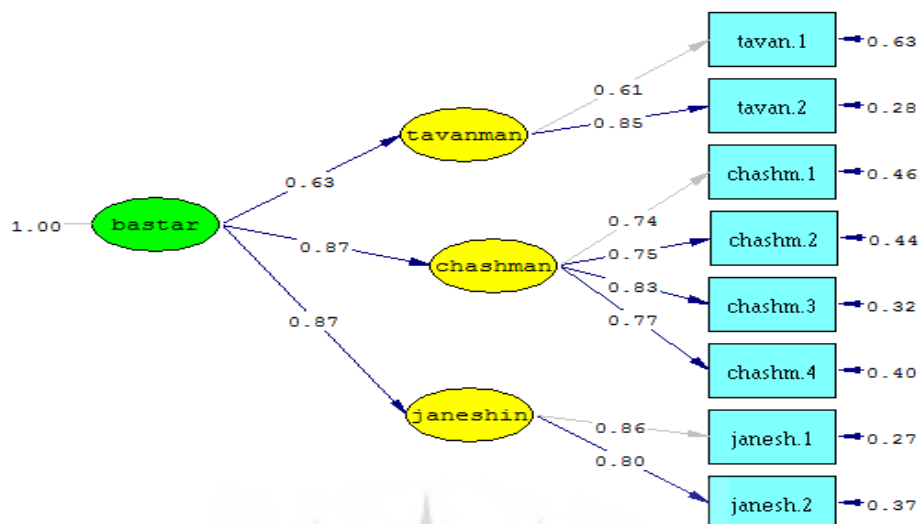 tavan.1
0.63
0.61
tavan.2
0.28
tavanman
0.85
chashm.1
0.46
0.63
0.74
1.00
bastar
chashm.2
0.44
0.87
chashman
0.75
0.83
chashm.3
0.32
0.87
0.77
chashm.4
0.40
janeshin
0.86
janesh.1
0.27
0.80
janesh.2
0.37